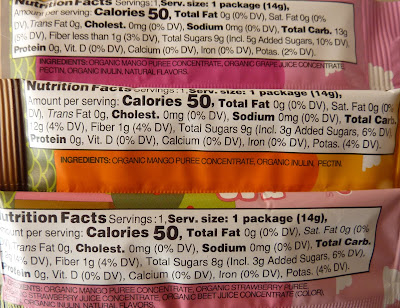 Nutrition Facts Servings: 1, Serv. size: 1 package (14g),
Amount per serving: Calories 50, Total Fat 0g (0% DV), Sat. Fat 0g (0%
DV), Trans Fat 0g, Cholest. 0mg (0% DV), Sodium 0mg (0% DV), Total Carb. 13g
(5% DV), Fiber less than 1g (3% DV), Total Sugars 9g (Incl. 5g Added Sugars, 10% DV)
Protein 0g, Vit. D (0% DV), Calcium (0% DV), Iron (0% DV), Potas. (2% DV).
INGREDIENTS: ORGANIC MANGO PUREE CONCENTRATE, ORGANIC GRAPE JUICE CONCENTRATE
PECTIN, ORGANIC INULIN, NATURAL FLAVORS.
Nutrition Facts Servings: 1, Serv. size: 1 package (14g),
Amount per serving: Calories 50, Total Fat 0g (0% DV), Sat. Fat 0g (0%
DV), Trans Fat 0g, Cholest. 0mg (0% DV), Sodium 0mg (0% DV), Total Carb.
12g (4% DV), Fiber 1g (4% DV), Total Sugars 9g (Incl. 3g Added Sugars, 6% DV),
Protein 0g, Vit. D (0% DV), Calcium (0% DV), Iron (0% DV), Potas. (4% DV).
INGREDIENTS: ORGANIC MANGO PUREE CONCENTRATE, ORGANIC INULIN, PECTIN.
utrition Facts Servings: 1, Serv. size: 1 package (14g),
ount per serving: Calories 50, Total Fat 0g (0% DV), Sat. Fat 0g (0%
Trans Fat 0g, Cholest. 0mg (0% DV), Sodium 0mg (0% DV), Total Carb.
(4% DV), Fiber 1g (4% DV), Total Sugars 8g (Incl. 3g Added Sugars, 6% DV),
rotein 0g, Vit. D (0% DV), Calcium (0% DV), Iron (0% DV), Potas. (4% DV).
INGREDIENTS: ORGANIC MANGO PUREE CONCENTRATE, ORGANIC STRAWBERRY PUREE,
STRAWBERRY JUICE CONCENTRATE, ORGANIC BEET JUICE CONCENTRATE (COLOR),
ORGANIC INULIN, NATURAL FLAVORS.